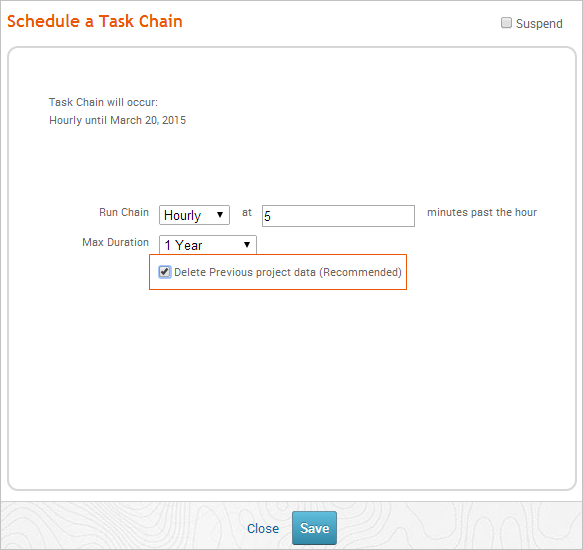 Schedule a Task Chain
Suspend
Task Chain will occur:
Hourly until March 20, 2015
Run Chain Hourly at 5 minutes past the hour
Max Duration 1 Year
Delete Previous project data (Recommended)
Close Save